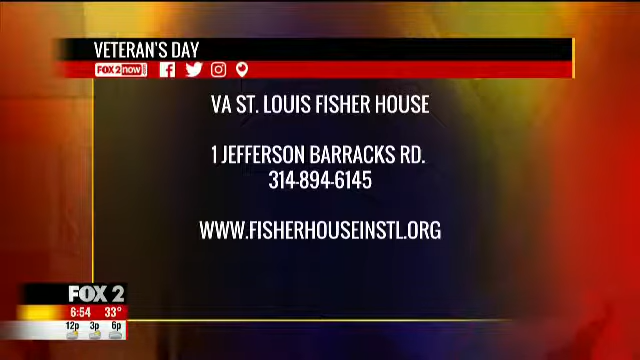 VETERAN'S DAY
FOX 2 now
VA ST. LOUIS FISHER HOUSE
1 JEFFERSON BARRACKS RD.
314-894-6145
WWW.FISHERHOUSEINSTL.ORG
FOX 2
6:54 33°
12p 3p 6p